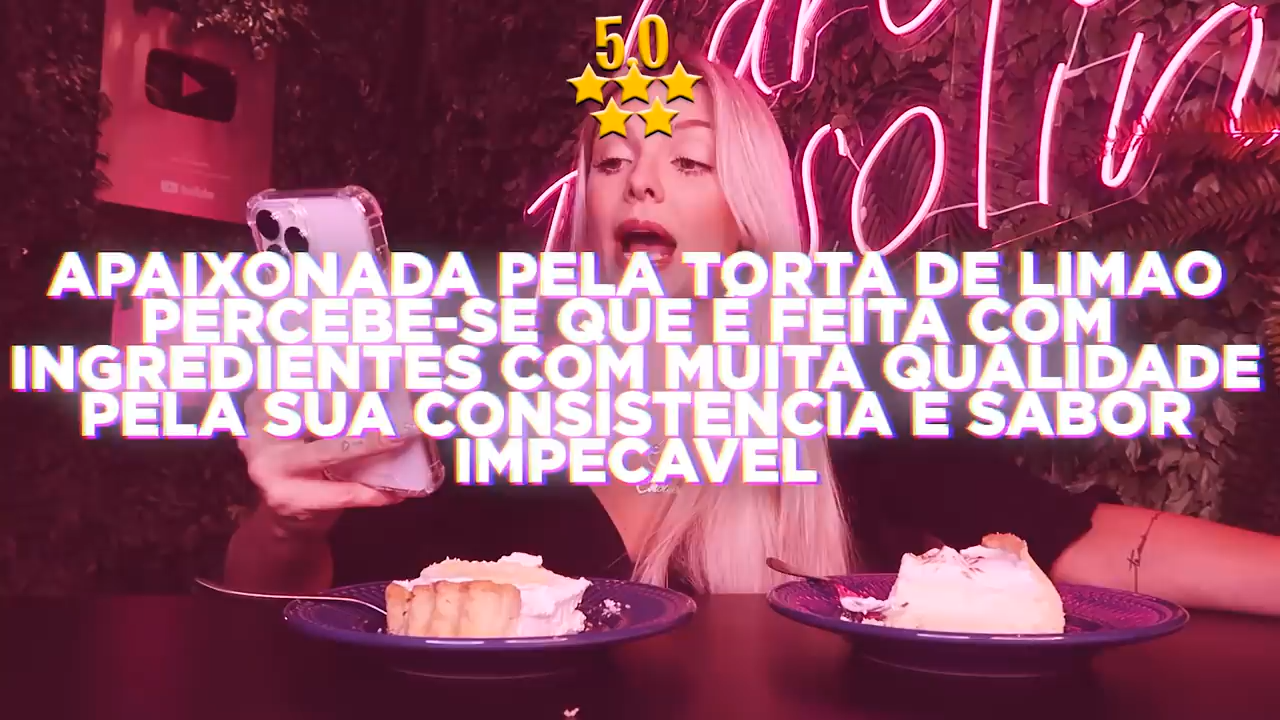 5.0
APAIXONADA PELA TORTA DE LIMAO
PERCEBE-SE QUE É FEITA COM
INGREDIENTES COM MUITA QUALIDADE
PELA SUA CONSISTENCIA E SABOR
IMPECAVEL
YouTube